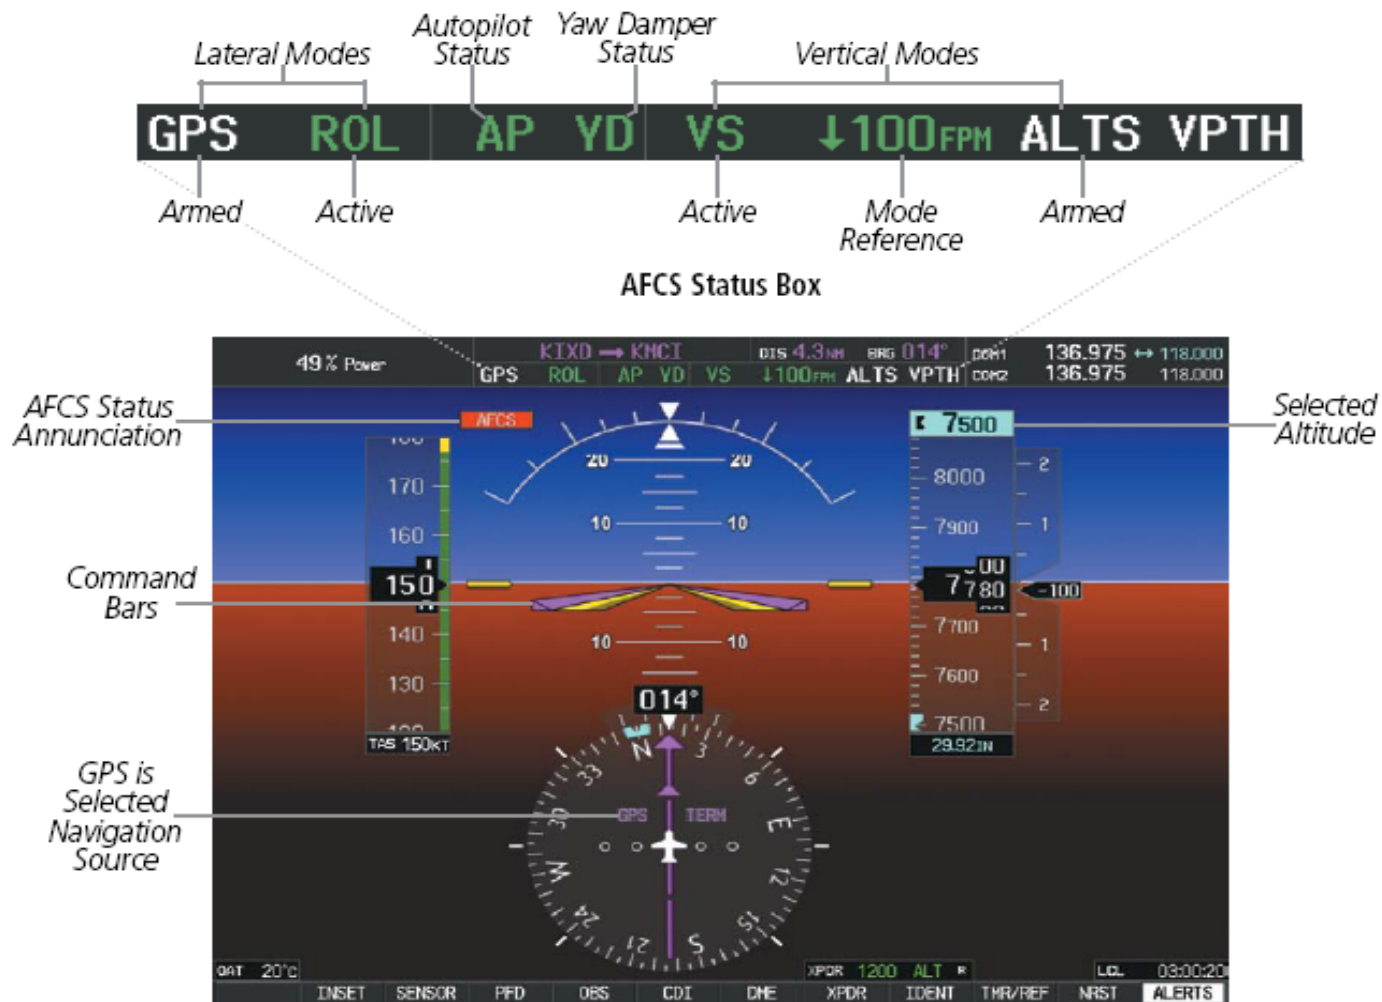 Lateral Modes
Autopilot
Status
Yaw Damper
Status
Vertical Modes
GPS ROL AP YD VS ↓100FPM ALTS VPTH
Armed
Active
Active
Mode
Reference
Armed
AFCS Status Box
49% Power
KIXD → KMCI DIS 4.3NM BRG 014°
GPS ROL AP YD VS ↓100FPM ALTS VPTH
COM1 136.975 ↔ 118.000
COM2 136.975 118.000
AFCS Status
Annunciation
AFCS
Selected
Altitude
7500
170
160
150
140
130
TAS 150KT
20 20
10 10
10 10
8000
7900
7780
7700
7600
7500
29.92IN
2
1
-100
1
2
Command
Bars
014°
N 3 6 E 12 15 S 21 24 W 30 33
GPS TERM
GPS is
Selected
Navigation
Source
OAT 20°C
XPDR 1200 ALT R
LCL 03:00:20
INSET SENSOR PFD OBS CDI DME XPDR IDENT TMR/REF NRST ALERTS